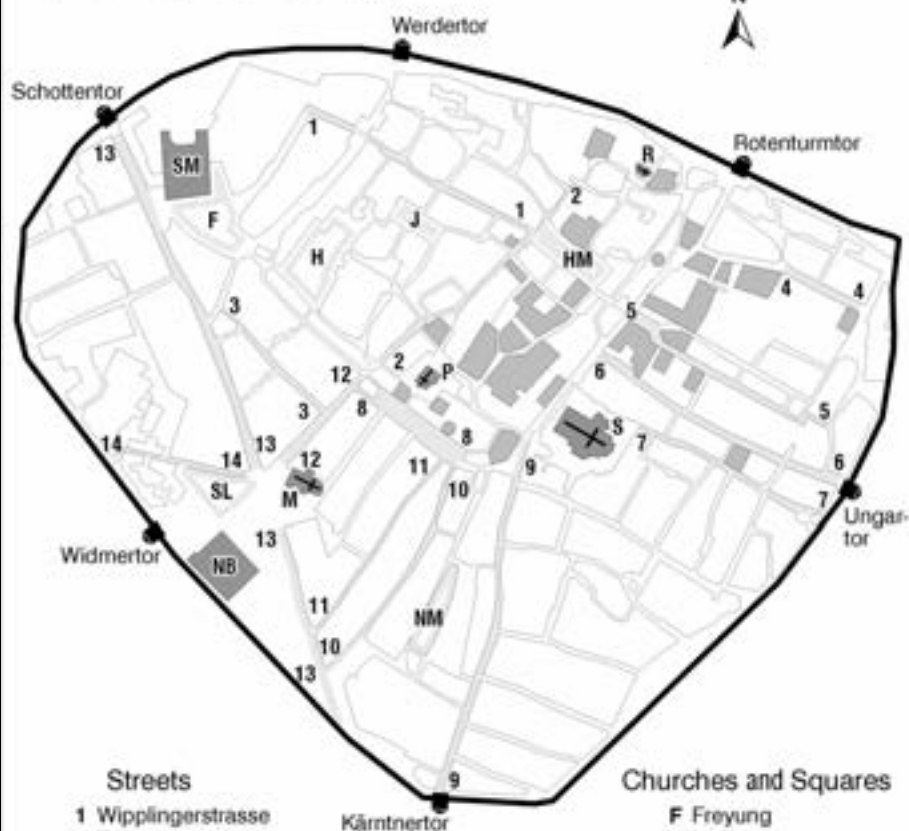 N
Werdertor
Schottentor
Rotenturmtor
13
SM
1
R
F
1
2
J
H
HM
3
4
4
5
2
P
12
6
8
3
8
S
5
14
13
12
11
9
7
6
14
SL
M
10
7
Ungar-
tor
Widmertor
13
NB
11
NM
10
13
9
Kärntnertor
Streets
1 Wipplingerstrasse
Churches and Squares
F Freyung